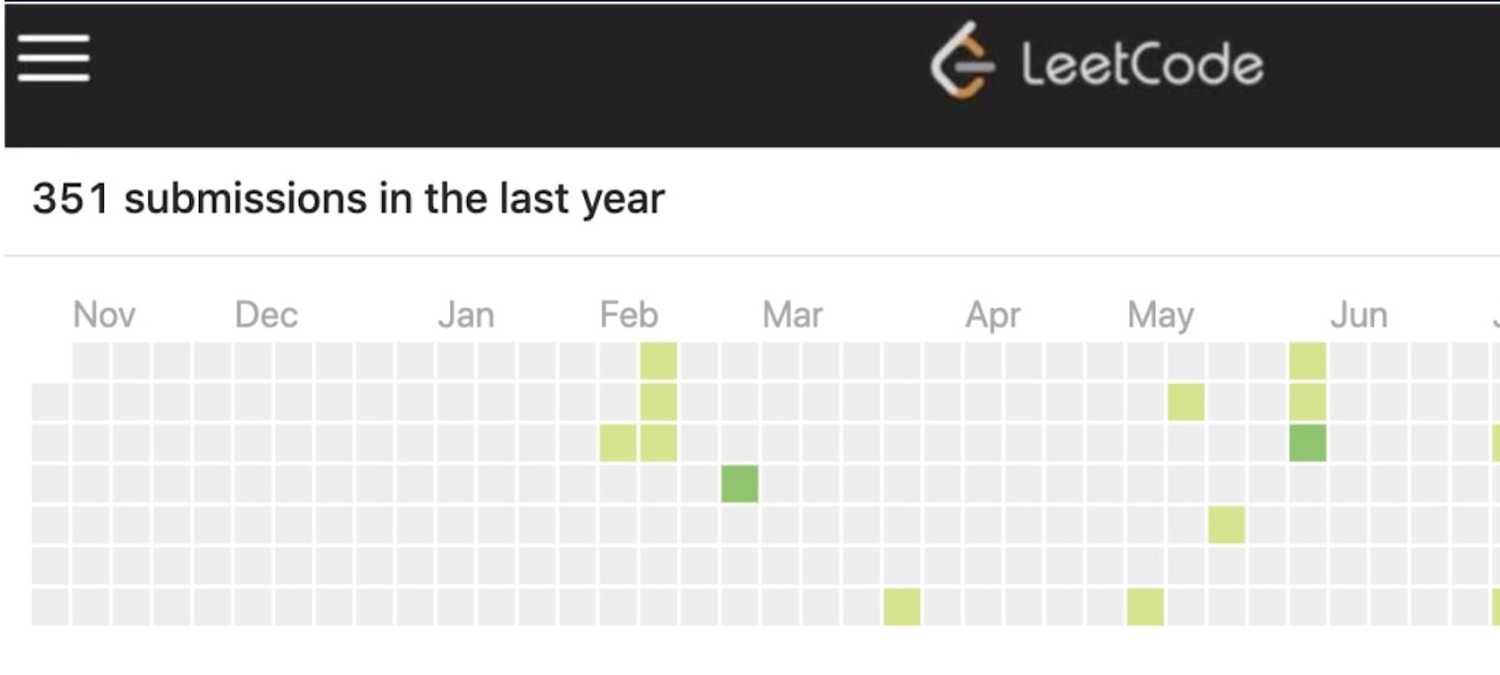 LeetCode
351 submissions in the last year
Nov Dec Jan Feb Mar Apr May Jun